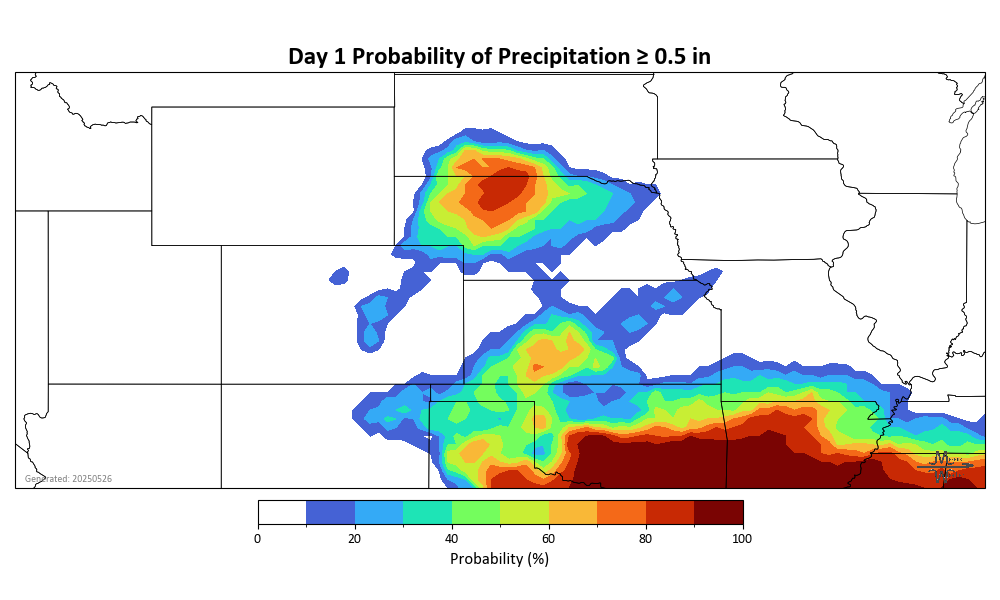 Day 1 Probability of Precipitation ≥ 0.5 in
Generated: 20250526
0 20 40 60 80 100
Probability (%)